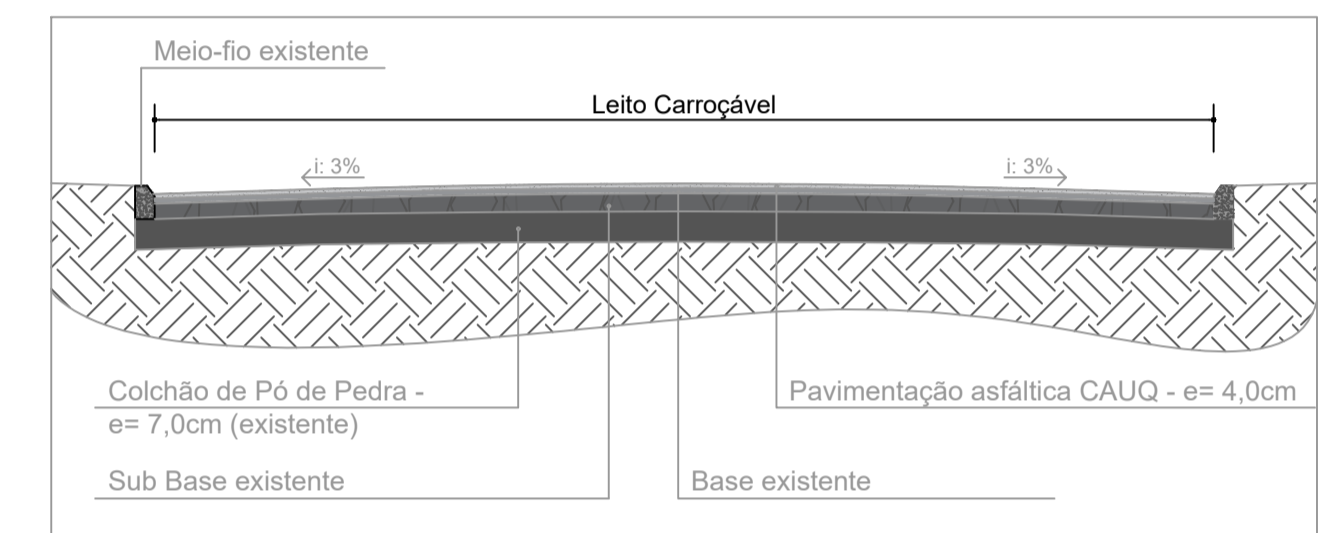 Meio-fio existente
Leito Carroçável
i: 3%
i: 3%
Colchão de Pó de Pedra -
e= 7,0cm (existente)
Pavimentação asfáltica CAUQ - e= 4,0cm
Sub Base existente
Base existente